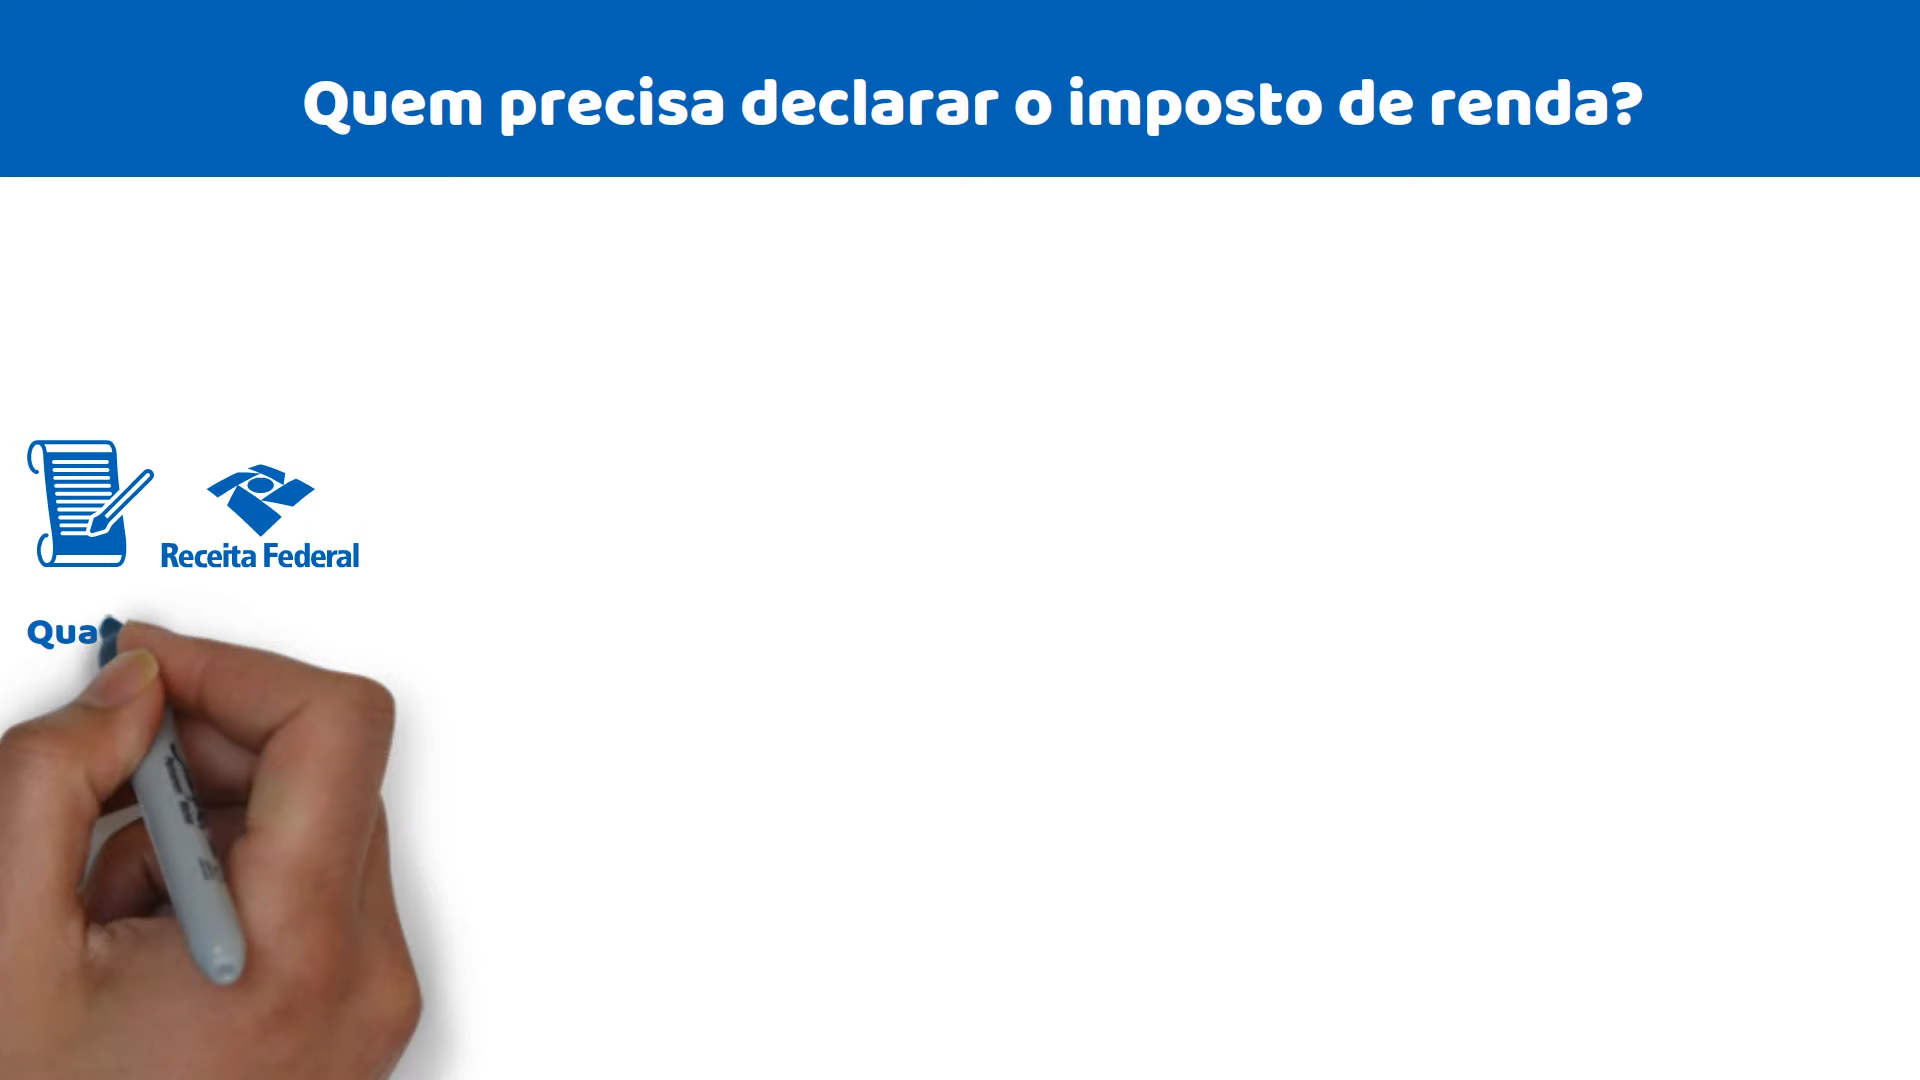 Quem precisa declarar o imposto de renda?
Receita Federal
Qua